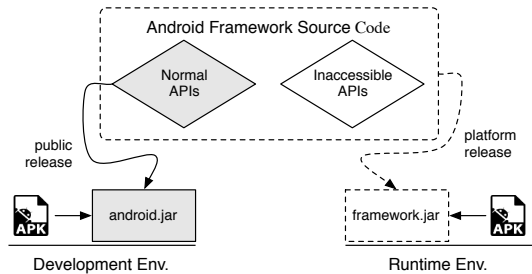 Android Framework Source Code
Normal
APIs
Inaccessible
APIs
public
release
platform
release
APK
android.jar
framework.jar
APK
Development Env.
Runtime Env.